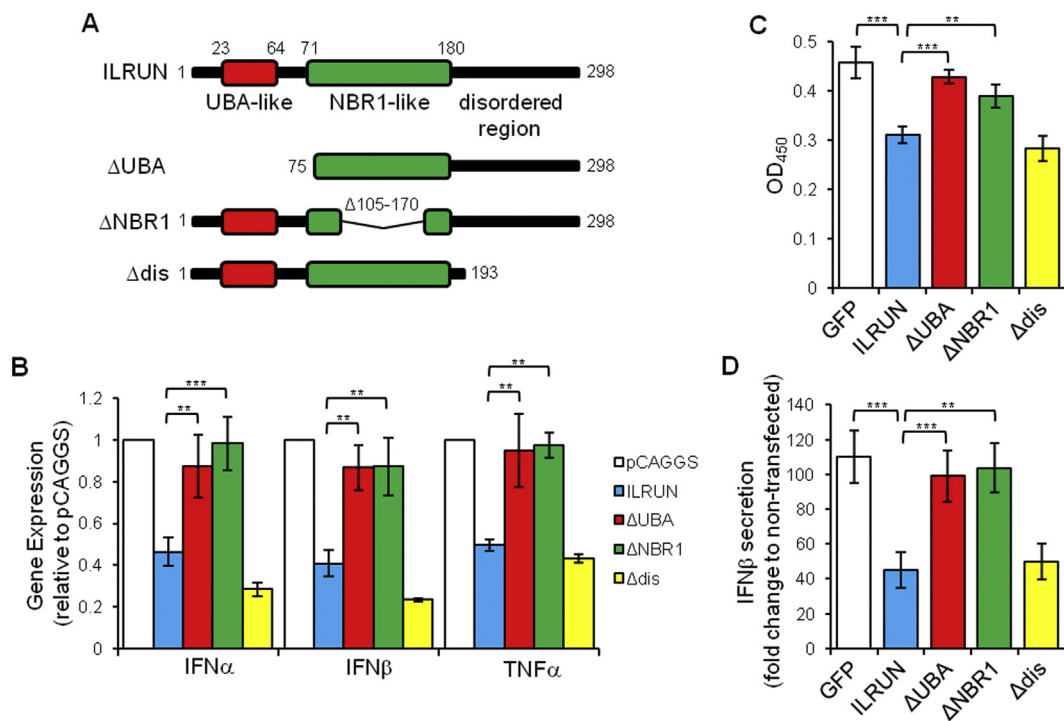 A
23 64 71 180
ILRUN 1 298
UBA-like NBR1-like disordered
region
ΔUBA 75 298
Δ105-170
ΔNBR1 1 298
Δdis 1 193
B
Gene Expression
(relative to pCAGGS)
1.2
1
0.8
0.6
0.4
0.2
0
*** ** ** ** ** **
IFNα IFNβ TNFα
pCAGGS
ILRUN
ΔUBA
ΔNBR1
Δdis
C
OD450
0.5
0.4
0.3
0.2
0.1
0
*** ** ***
GFP ILRUN ΔUBA ΔNBR1 Δdis
D
IFNβ secretion
(fold change to non-transfected)
140
120
100
80
60
40
20
0
*** ** ***
GFP ILRUN ΔUBA ΔNBR1 Δdis